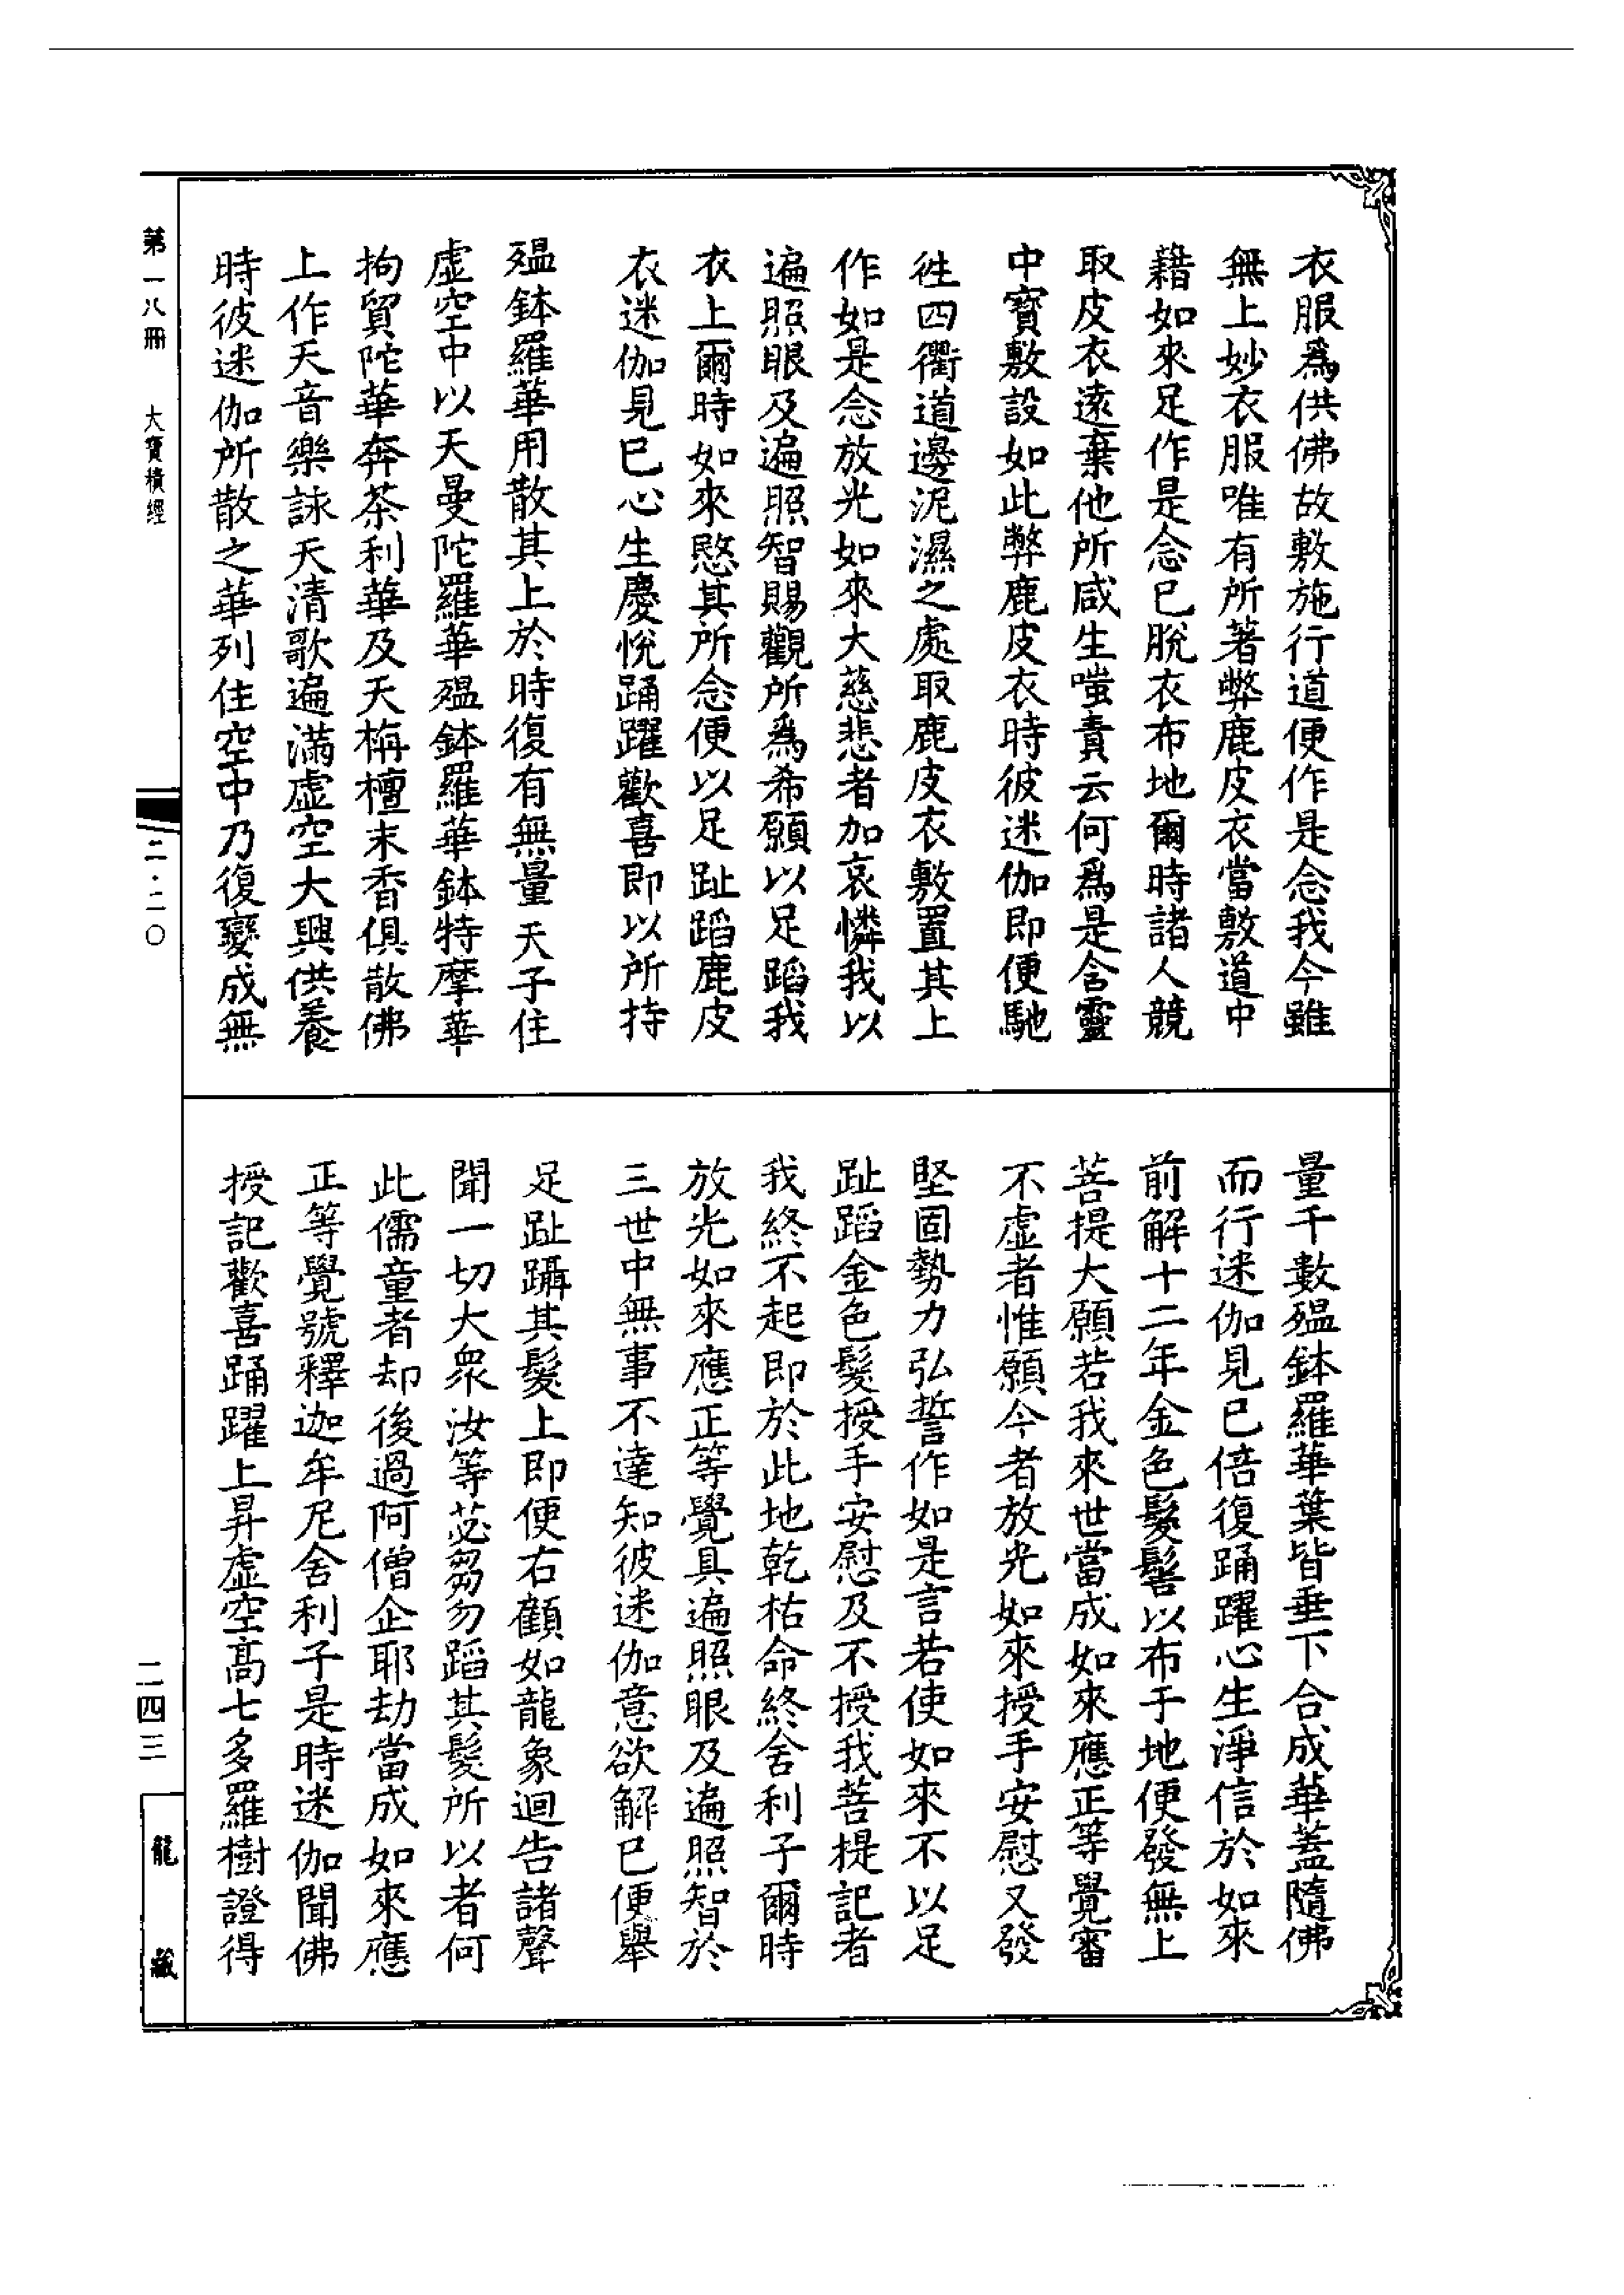 衣服爲供佛故敷施行道便作是念我今雖
無上妙衣服唯有所著弊鹿皮衣當敷道中
藉如來足作是念已脫衣布地爾時諸人競
取皮衣遠棄他所咸生嗤責云何爲是含靈
中寶敷設如此弊鹿皮衣時彼迷伽即便馳
徃四衢道邊泥濕之處取鹿皮衣敷置其上
作如是念放光如來大慈悲者加哀憐我以
遍照眼及遍照智賜觀所爲希願以足蹈我
衣上爾時如來愍其所念便以足趾蹈鹿皮
衣迷伽見已心生慶悅踊躍歡喜即以所持
殟鉢羅華用散其上於時復有無量天子住
虛空中以天曼陀羅華殟鉢羅華鉢特摩華
拘貿陀華奔茶利華及天栴檀末香俱散佛
上作天音樂詠天清歌遍滿虛空大興供養
時彼迷伽所散之華列住空中乃復變成無
量千數殟鉢羅華葉皆垂下合成華蓋隨佛
而行迷伽見已倍復踊躍心生淨信於如來
前解十二年金色髮髻以布于地便發無上
菩提大願若我來世當成如來應正等覺審
不虛者惟願今者放光如來授手安慰又發
堅固勢力弘誓作如是言若使如來不以足
趾蹈金色髮授手安慰及不授我菩提記者
我終不起即於此地乾枯命終舍利子爾時
放光如來應正等覺具遍照眼及遍照智於
三世中無事不達知彼迷伽意欲解已便舉
足趾躡其髮上即便右顧如龍象迴告諸聲
聞一切大衆汝等苾芻勿蹈其髮所以者何
此儒童者却後過阿僧企耶劫當成如來應
正等覺號釋迦牟尼舍利子是時迷伽聞佛
授記歡喜踊躍上昇虛空高七多羅樹證得
第一八冊 大寶積經
二·二〇
二四三
龍藏